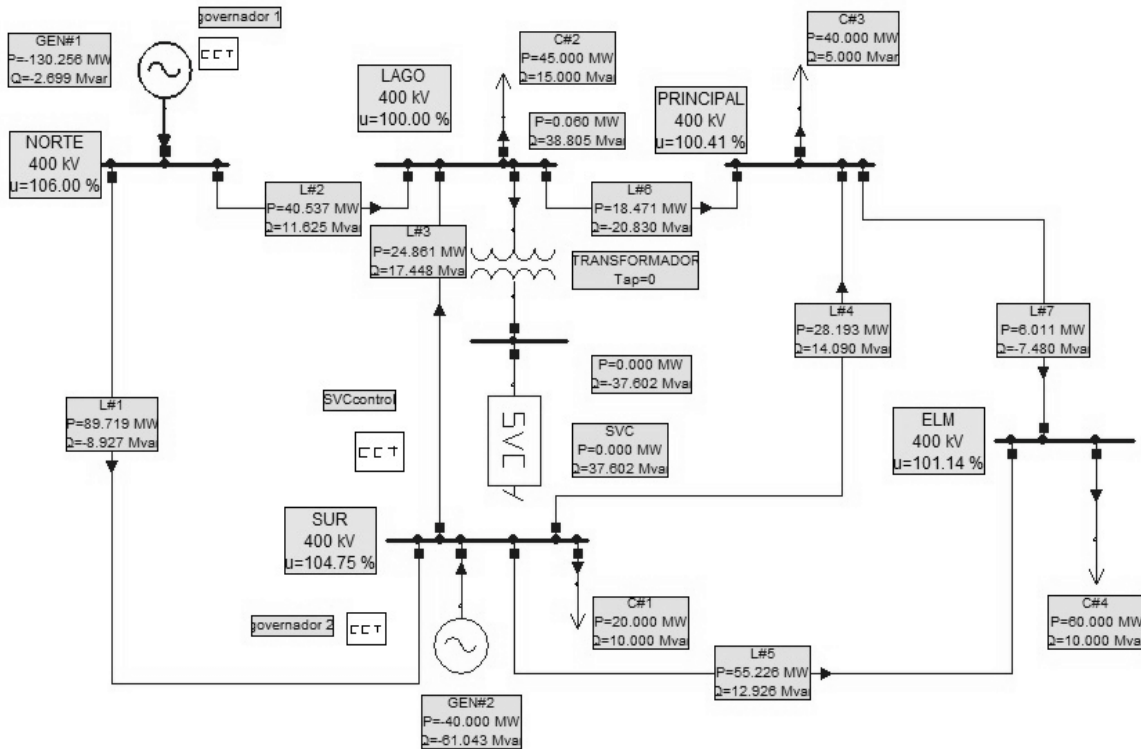 governador 1
GEN#1
P=-130.256 MW
Q=-2.699 Mvar
NORTE
400 kV
u=106.00 %
LAGO
400 kV
u=100.00 %
C#2
P=45.000 MW
Q=15.000 Mvar
P=0.060 MW
Q=38.805 Mvar
PRINCIPAL
400 kV
u=100.41 %
C#3
P=40.000 MW
Q=5.000 Mvar
L#2
P=40.537 MW
Q=11.625 Mvar
L#3
P=24.861 MW
Q=17.448 Mvar
L#6
P=18.471 MW
Q=-20.830 Mvar
TRANSFORMADOR
Tap=0
L#4
P=28.193 MW
Q=14.090 Mvar
L#7
P=6.011 MW
Q=-7.480 Mvar
P=0.000 MW
Q=-37.602 Mvar
L#1
P=89.719 MW
Q=-8.927 Mvar
SVCcontrol
SVC
SVC
P=0.000 MW
Q=37.602 Mvar
ELM
400 kV
u=101.14 %
SUR
400 kV
u=104.75 %
governador 2
C#1
P=20.000 MW
Q=10.000 Mvar
C#4
P=60.000 MW
Q=10.000 Mvar
L#5
P=55.226 MW
Q=12.926 Mvar
GEN#2
P=-40.000 MW
Q=-61.043 Mvar